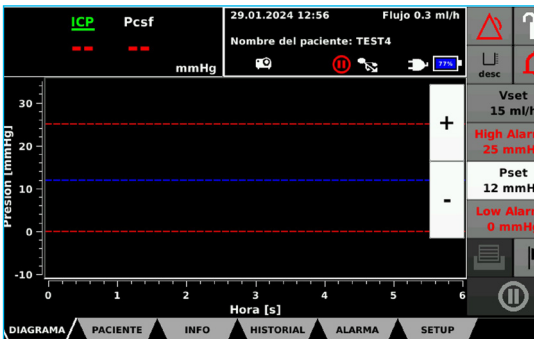 ICP Pcsf
-- --
mmHg
29.01.2024 12:56 Flujo 0.3 ml/h
Nombre del paciente: TEST4
77%
desc
Vset
15 ml/h
High Alarm
25 mmH
Pset
12 mmH
Low Alarm
0 mmH
+
-
Presión [mmHg]
30
20
10
0
-10
0 1 2 3 4 5 6
Hora [s]
DIAGRAMA PACIENTE INFO HISTORIAL ALARMA SETUP